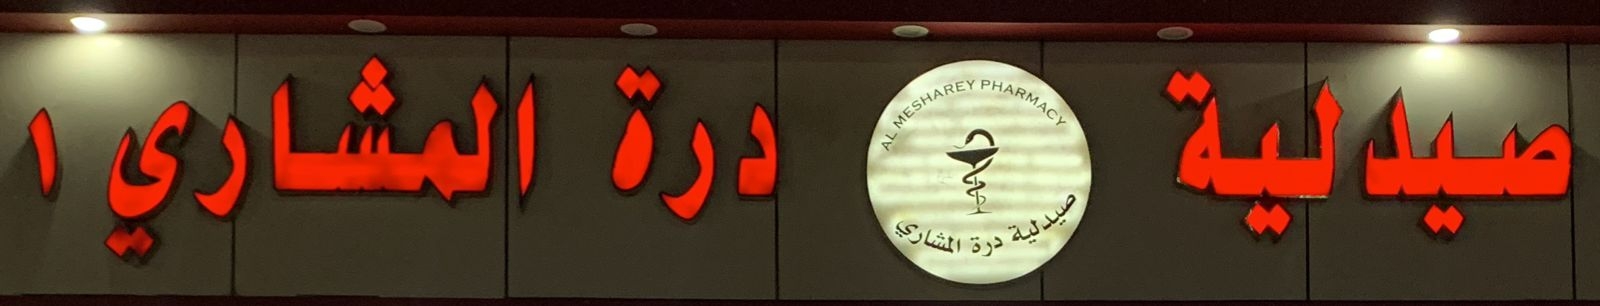 صيدلية درة المشاري ١
AL MESHAREY PHARMACY
صيدلية درة المشاري